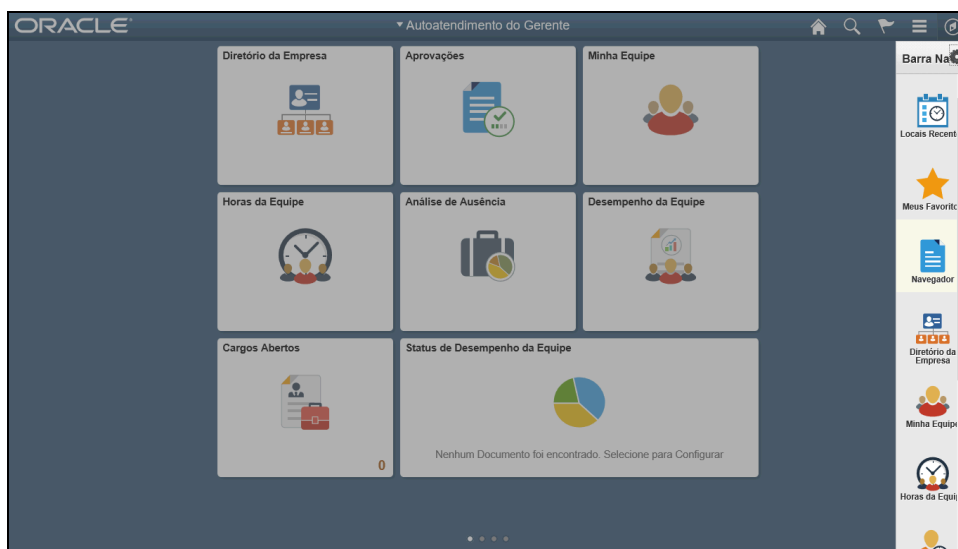 ORACLE
Autoatendimento do Gerente
Diretório da Empresa
Aprovações
Minha Equipe
Horas da Equipe
Análise de Ausência
Desempenho da Equipe
Cargos Abertos
0
Status de Desempenho da Equipe
Nenhum Documento foi encontrado. Selecione para Configurar
Barra Na
Locais Recent
Meus Favorito
Navegador
Diretório da
Empresa
Minha Equipe
Horas da Equi